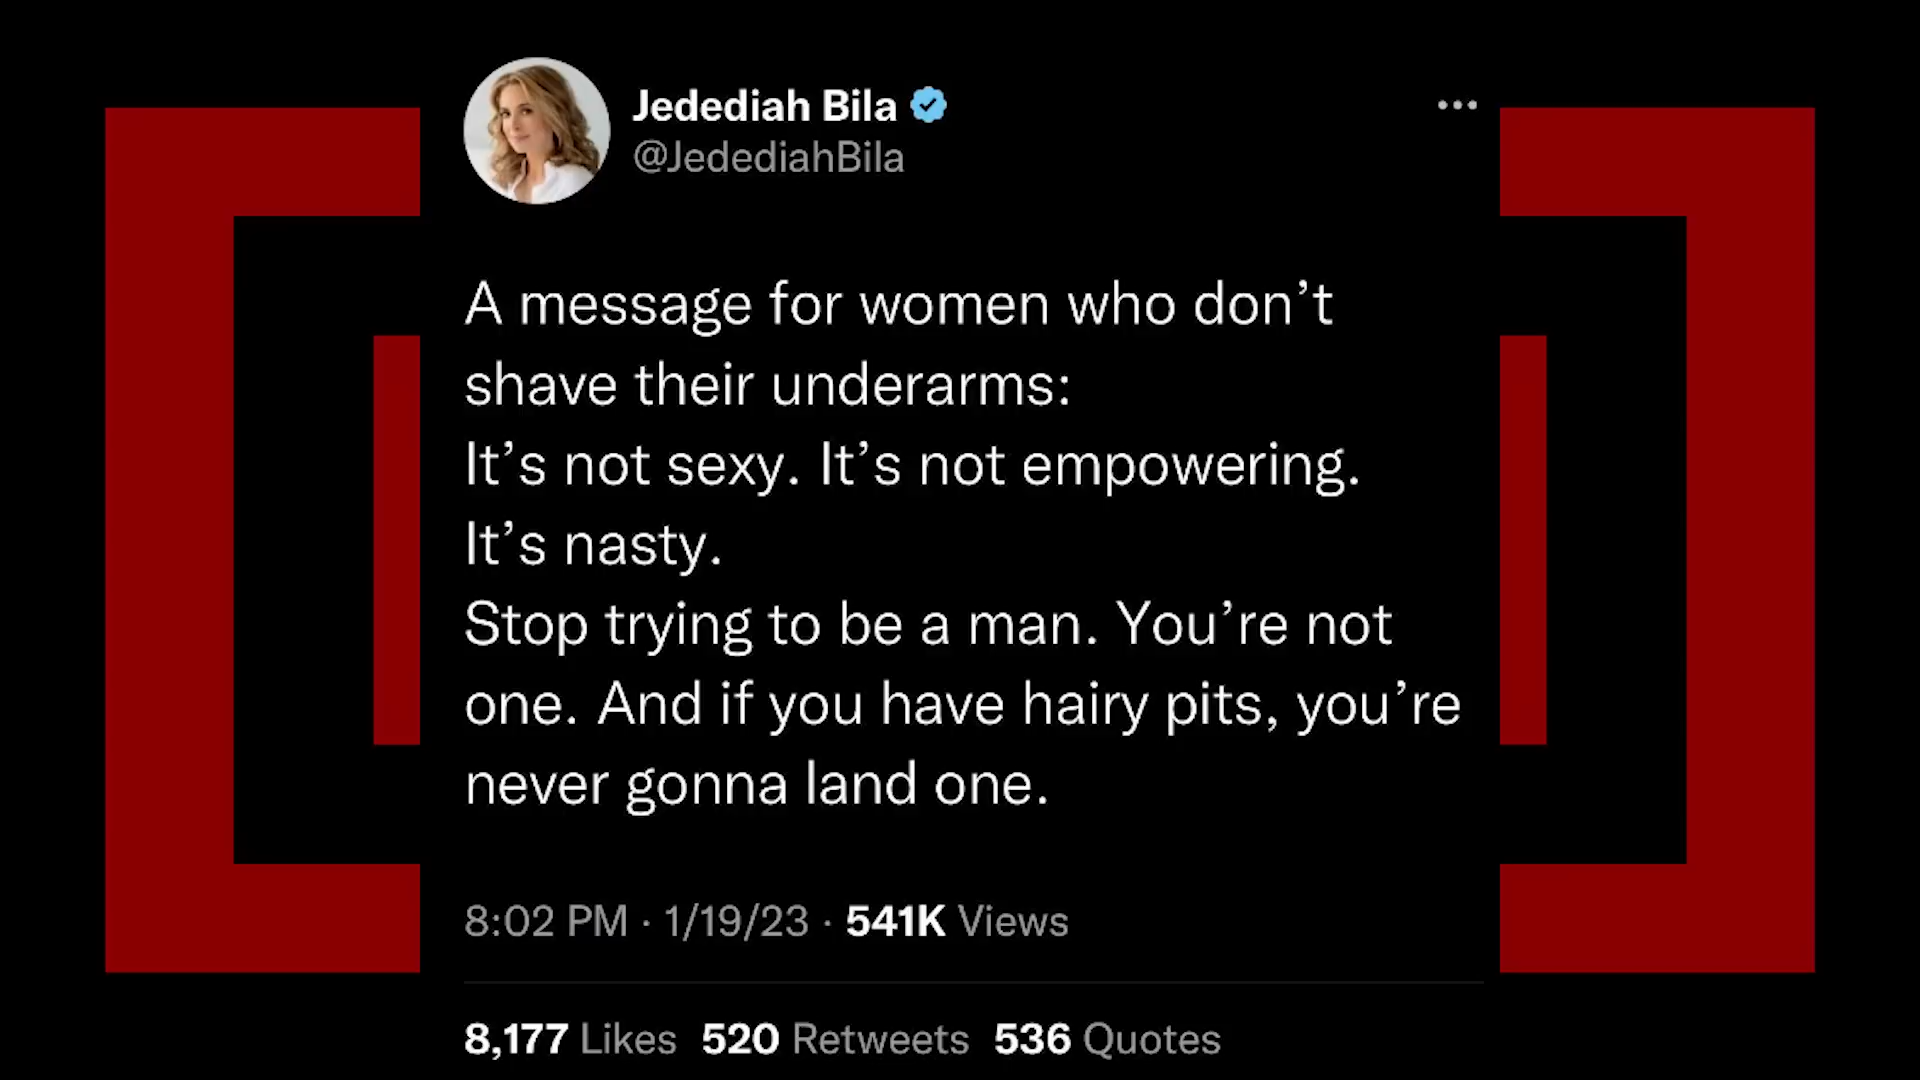 Jedediah Bila
@JedediahBila
A message for women who don’t
shave their underarms:
It’s not sexy. It’s not empowering.
It’s nasty.
Stop trying to be a man. You’re not
one. And if you have hairy pits, you’re
never gonna land one.
8:02 PM · 1/19/23 · 541K Views
8,177 Likes 520 Retweets 536 Quotes